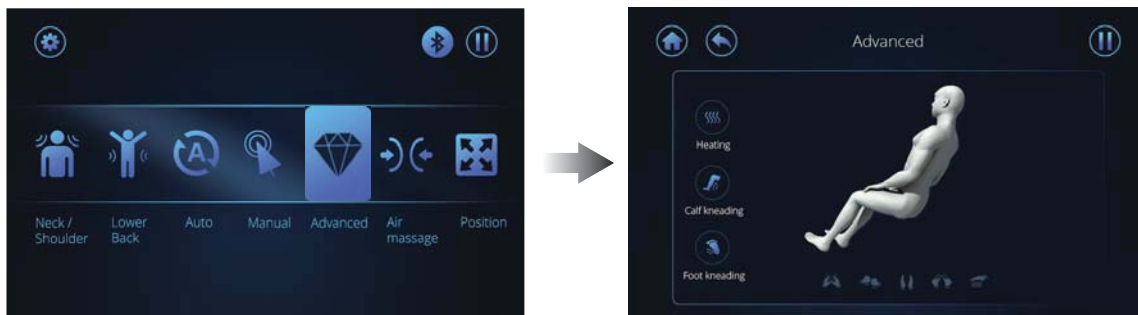 Neck / Shoulder
Lower Back
Auto
Manual
Advanced
Air massage
Position
Advanced
Heating
Calf kneading
Foot kneading